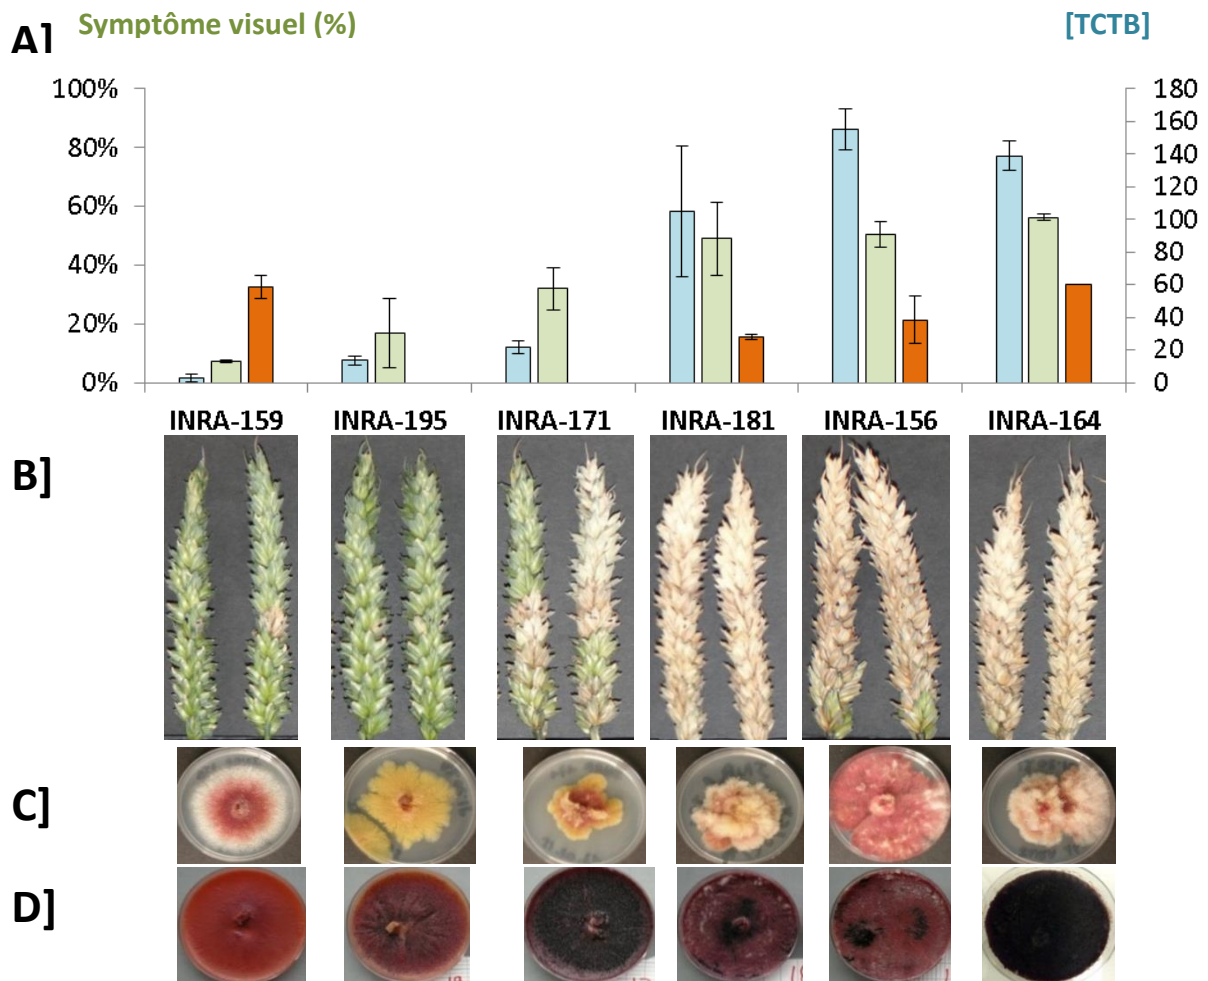 A] Symptôme visuel (%) [TCTB]
100% 180
160
80% 140
120
60% 100
40% 80
60
20% 40
20
0% 0
INRA-159 INRA-195 INRA-171 INRA-181 INRA-156 INRA-164
B]
C]
D]